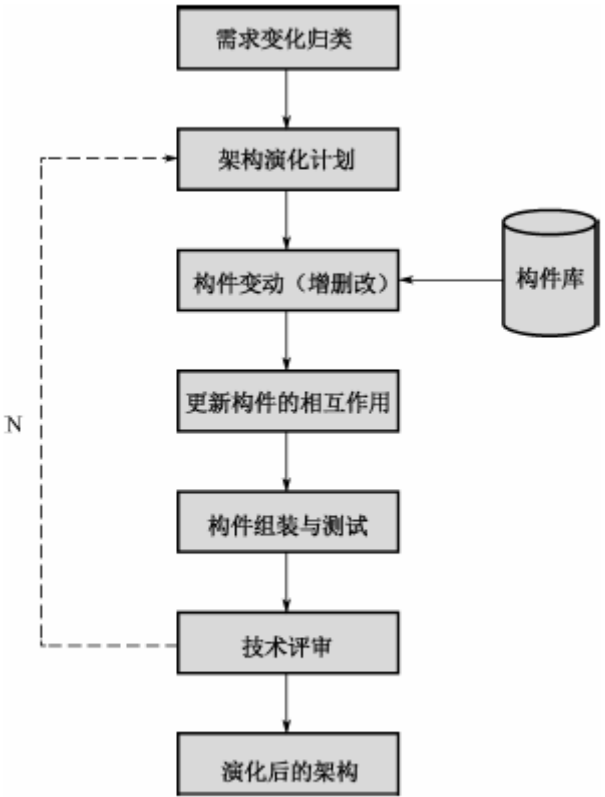 需求变化归类
架构演化计划
构件变动（增删改）
构件库
更新构件的相互作用
N
构件组装与测试
技术评审
演化后的架构